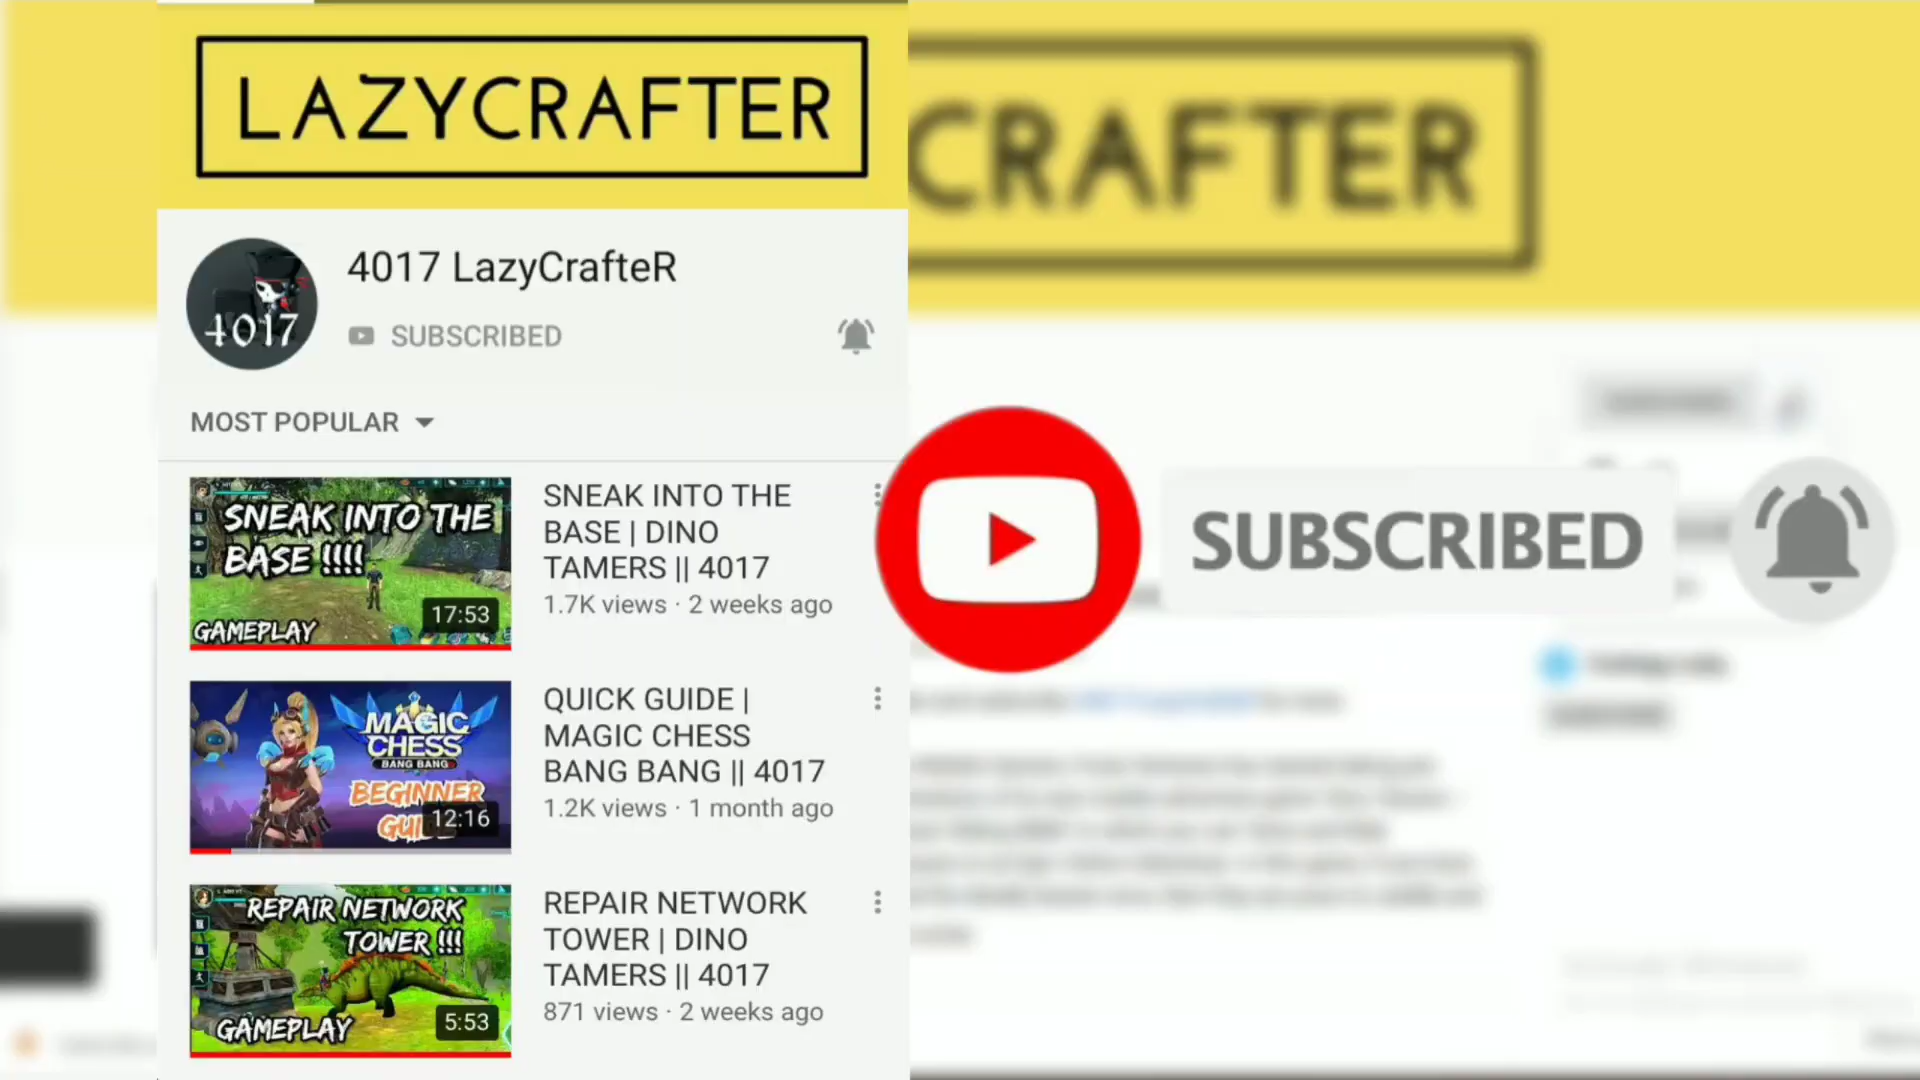 LAZYCRAFTER
CRAFTER
4017
4017 LazyCrafteR
SUBSCRIBED
MOST POPULAR
SNEAK INTO THE
BASE !!!!
GAMEPLAY
17:53
SNEAK INTO THE
BASE | DINO
TAMERS || 4017
1.7K views · 2 weeks ago
SUBSCRIBED
MAGIC
CHESS
BANG BANG
BEGINNER
12:16
QUICK GUIDE |
MAGIC CHESS
BANG BANG || 4017
1.2K views · 1 month ago
REPAIR NETWORK
TOWER !!!
GAMEPLAY
5:53
REPAIR NETWORK
TOWER | DINO
TAMERS || 4017
871 views · 2 weeks ago